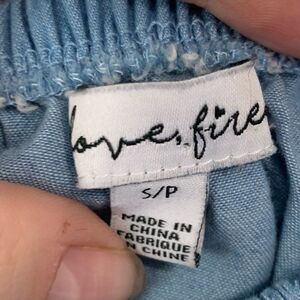 love, fire
S/P
MADE IN
CHINA
FABRIQUE
EN CHINE